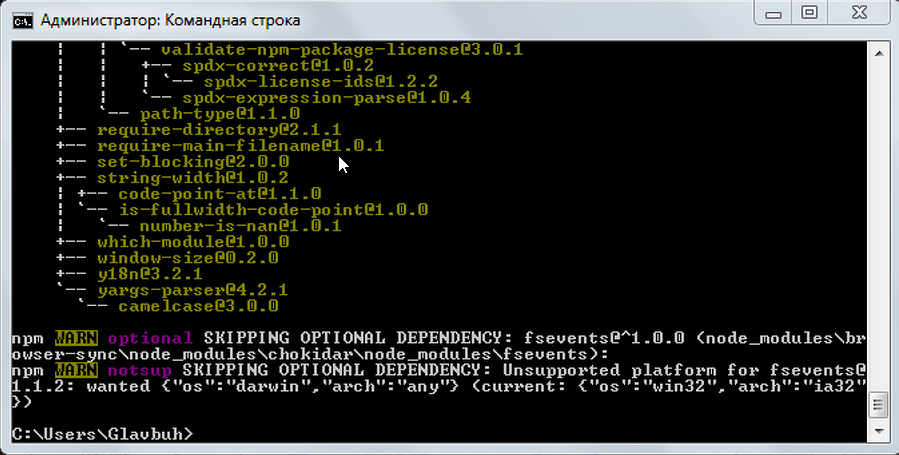 Администратор: Командная строка
¦ ¦ `-- validate-npm-package-license@3.0.1
¦ ¦ +-- spdx-correct@1.0.2
¦ ¦ ¦ `-- spdx-license-ids@1.2.2
¦ ¦ `-- spdx-expression-parse@1.0.4
¦ `-- path-type@1.1.0
+-- require-directory@2.1.1
+-- require-main-filename@1.0.1
+-- set-blocking@2.0.0
+-- string-width@1.0.2
¦ +-- code-point-at@1.1.0
¦ `-- is-fullwidth-code-point@1.0.0
¦ `-- number-is-nan@1.0.1
+-- which-module@1.0.0
+-- window-size@0.2.0
+-- y18n@3.2.1
`-- yargs-parser@4.2.1
`-- camelcase@3.0.0
npm WARN optional SKIPPING OPTIONAL DEPENDENCY: fsevents@^1.0.0 (node_modules\br
owser-sync\node_modules\chokidar\node_modules\fsevents):
npm WARN notsup SKIPPING OPTIONAL DEPENDENCY: Unsupported platform for fsevents@
1.1.2: wanted {"os":"darwin","arch":"any"} (current: {"os":"win32","arch":"ia32"
})
C:\Users\Glavbuh>